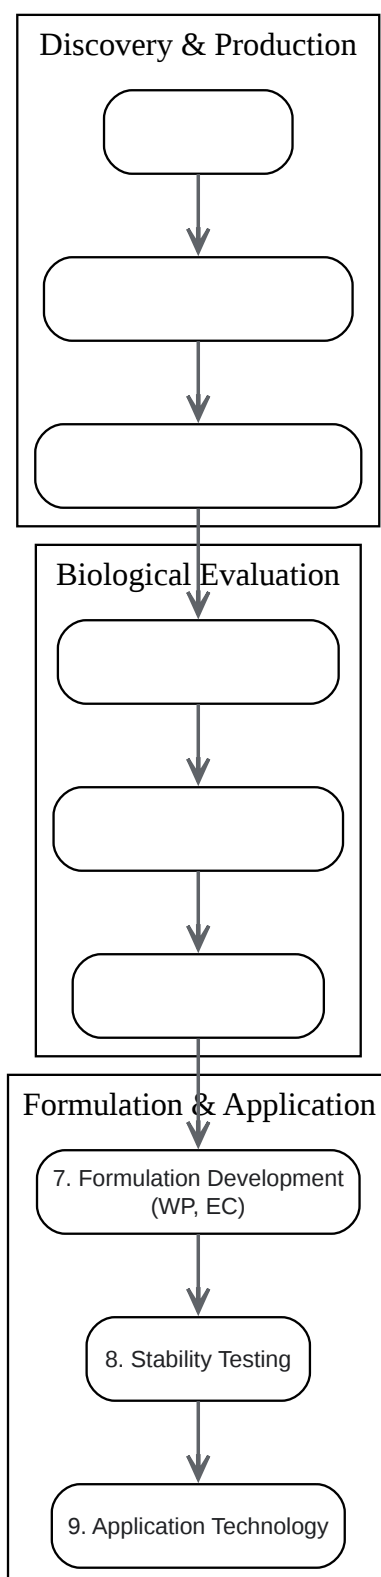 Discovery & Production
Biological Evaluation
Formulation & Application
7. Formulation Development
(WP, EC)
8. Stability Testing
9. Application Technology